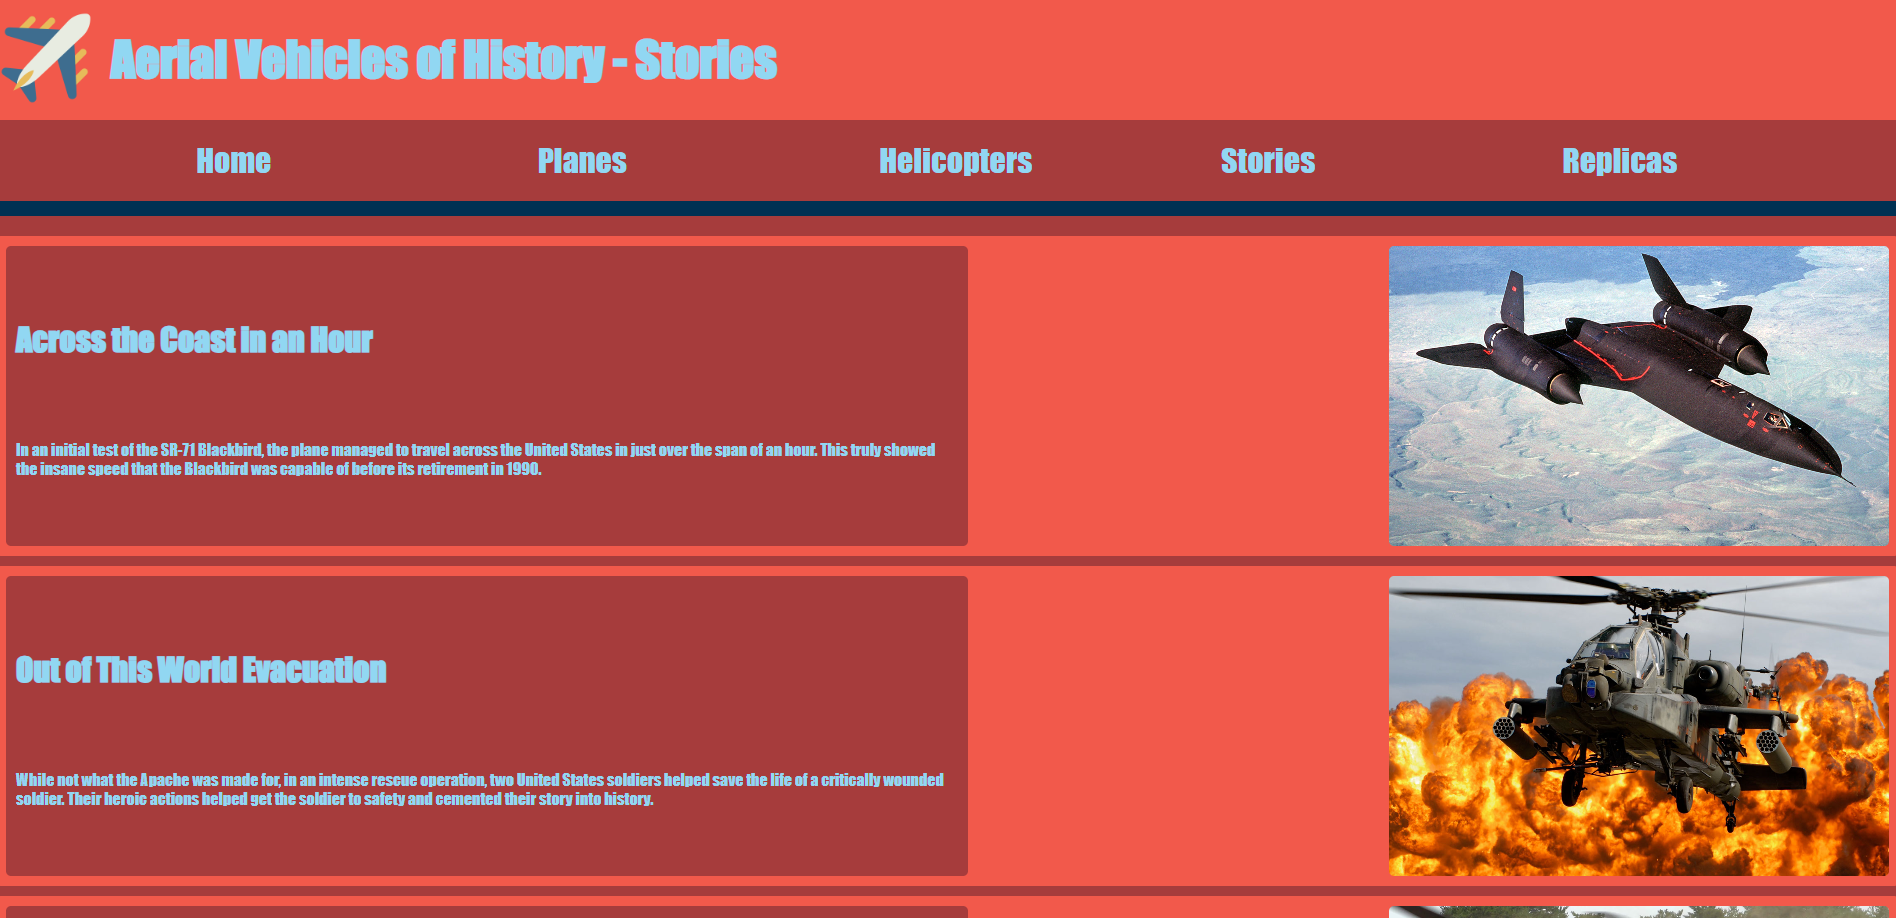 Aerial Vehicles of History - Stories
Home Planes Helicopters Stories Replicas
Across the Coast in an Hour
In an initial test of the SR-71 Blackbird, the plane managed to travel across the United States in just over the span of an hour. This truly showed
the insane speed that the Blackbird was capable of before its retirement in 1990.
Out of This World Evacuation
While not what the Apache was made for, in an intense rescue operation, two United States soldiers helped save the life of a critically wounded
soldier. Their heroic actions helped get the soldier to safety and cemented their story into history.